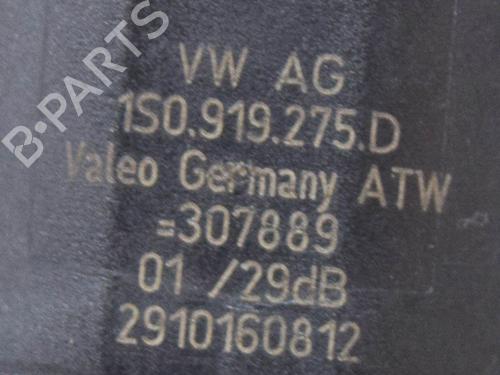 B-PARTS
VW AG
1S0.919.275.D
Valeo Germany ATW
=307889
01 /29dB
2910160812